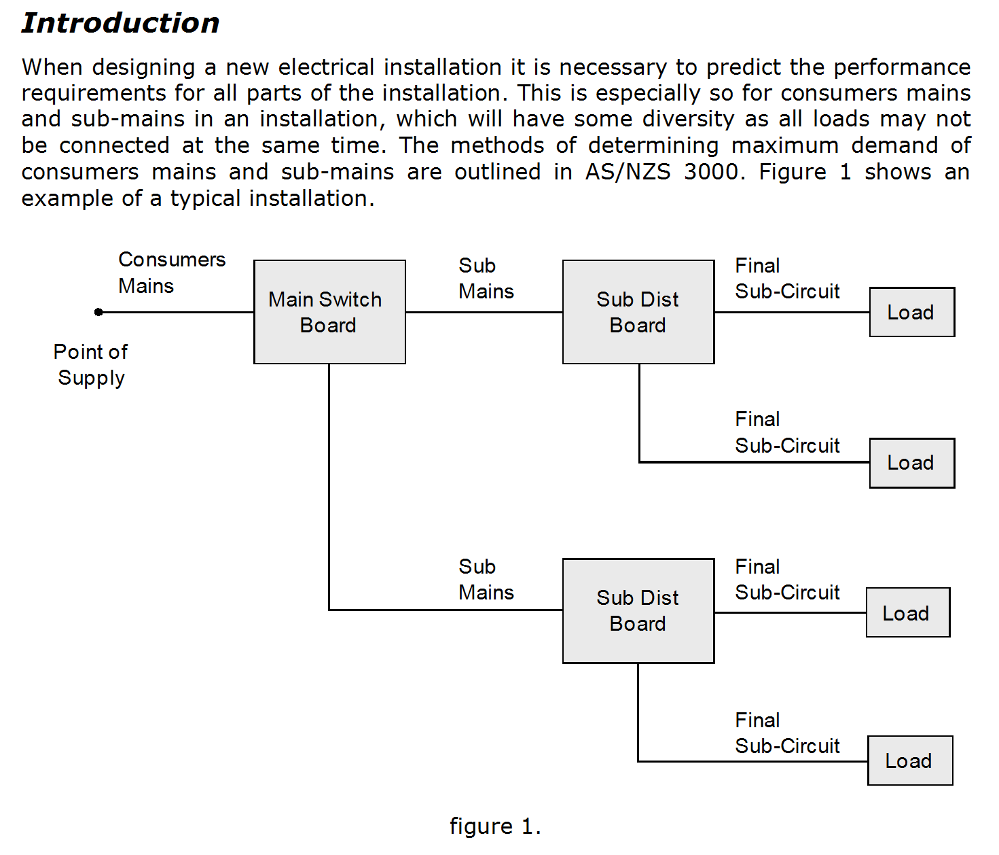 Introduction
When designing a new electrical installation it is necessary to predict the performance
requirements for all parts of the installation. This is especially so for consumers mains
and sub-mains in an installation, which will have some diversity as all loads may not
be connected at the same time. The methods of determining maximum demand of
consumers mains and sub-mains are outlined in AS/NZS 3000. Figure 1 shows an
example of a typical installation.
Consumers
Mains
Point of
Supply
Main Switch
Board
Sub
Mains
Sub Dist
Board
Final
Sub-Circuit
Load
Final
Sub-Circuit
Load
Sub
Mains
Sub Dist
Board
Final
Sub-Circuit
Load
Final
Sub-Circuit
Load
figure 1.